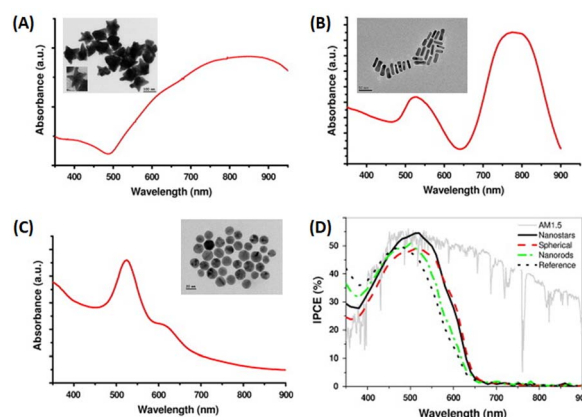 (A)
Absorbance (a.u.)
400 500 600 700 800 900
Wavelength (nm)
(B)
Absorbance (a.u.)
400 500 600 700 800 900
Wavelength (nm)
(C)
Absorbance (a.u.)
400 500 600 700 800 900
Wavelength (nm)
(D)
AM1.5
Nanostars
Spherical
Nanorods
Reference
IPCE (%)
50
40
30
20
10
0
400 500 600 700 800 900
Wavelength (nm)